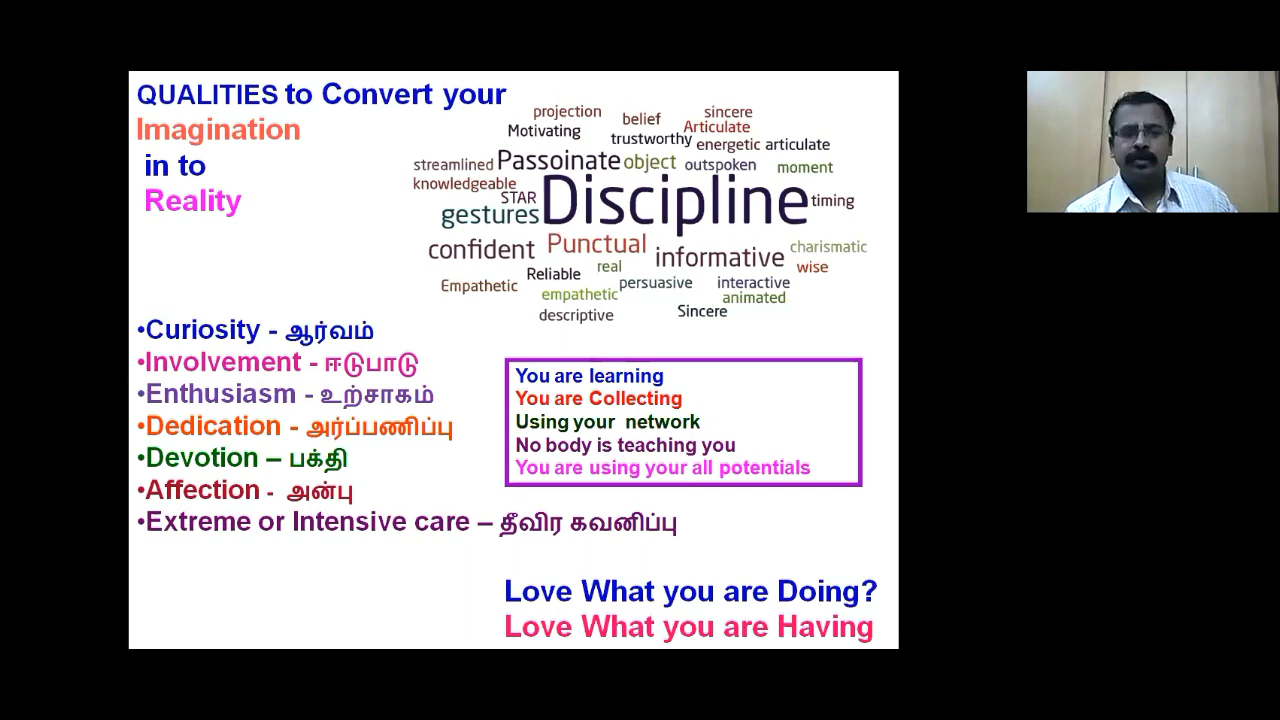 QUALITIES to Convert your
Imagination
in to
Reality
projection belief sincere
Motivating trustworthy Articulate
energetic articulate
streamlined Passoinate object outspoken moment
knowledgeable STAR
gestures Discipline timing
confident Punctual informative charismatic
Reliable real wise
Empathetic empathetic persuasive interactive
animated
descriptive Sincere
•Curiosity - ஆர்வம்
•Involvement - ஈடுபாடு
•Enthusiasm - உற்சாகம்
•Dedication - அர்ப்பணிப்பு
•Devotion – பக்தி
•Affection - அன்பு
•Extreme or Intensive care – தீவிர கவனிப்பு
You are learning
You are Collecting
Using your network
No body is teaching you
You are using your all potentials
Love What you are Doing?
Love What you are Having